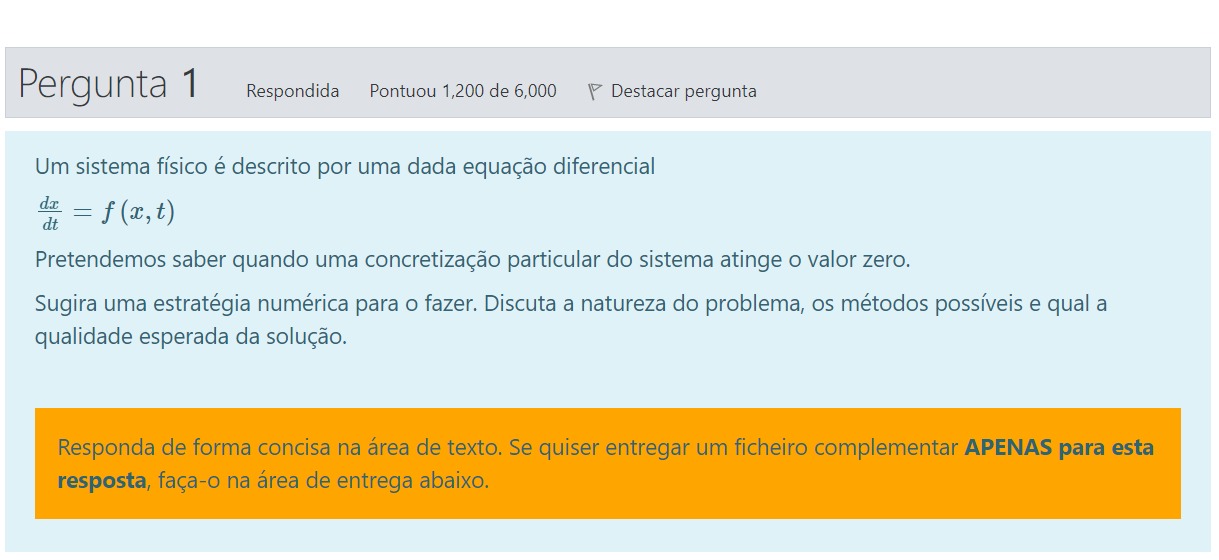 Pergunta 1 Respondida Pontuou 1,200 de 6,000 Destacar pergunta
Um sistema físico é descrito por uma dada equação diferencial
dx/dt = f (x, t)
Pretendemos saber quando uma concretização particular do sistema atinge o valor zero.
Sugira uma estratégia numérica para o fazer. Discuta a natureza do problema, os métodos possíveis e qual a
qualidade esperada da solução.
Responda de forma concisa na área de texto. Se quiser entregar um ficheiro complementar APENAS para esta
resposta, faça-o na área de entrega abaixo.